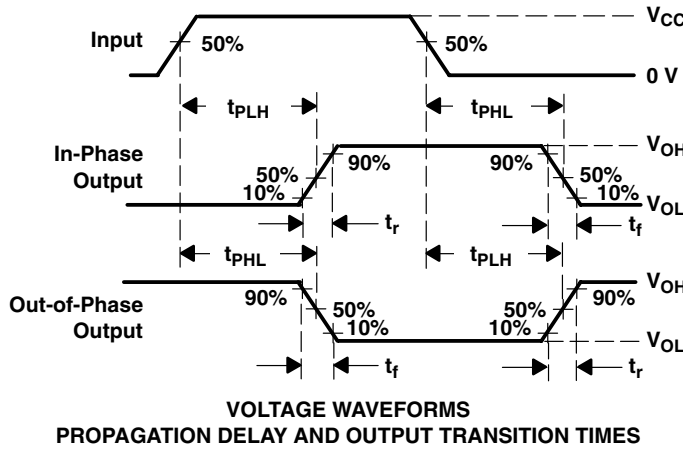 Input
50%
50%
VCC
0 V
tPLH
tPHL
In-Phase
Output
50%
10%
90%
90%
50%
10%
VOH
VOL
tr
tf
tPHL
tPLH
Out-of-Phase
Output
90%
50%
10%
50%
10%
90%
VOH
VOL
tf
tr
VOLTAGE WAVEFORMS
PROPAGATION DELAY AND OUTPUT TRANSITION TIMES